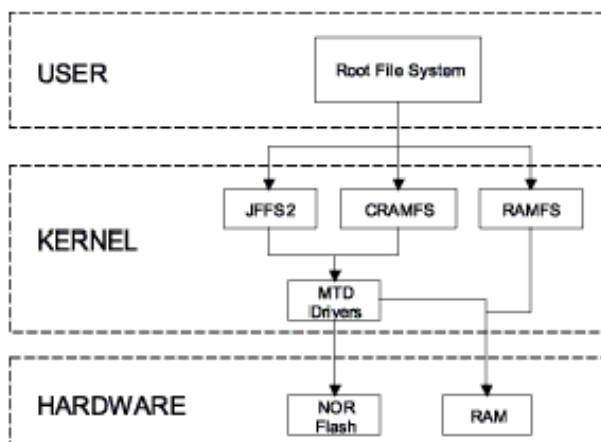 USER
Root File System
JFFS2
CRAMFS
RAMFS
KERNEL
MTD
Drivers
HARDWARE
NOR
Flash
RAM